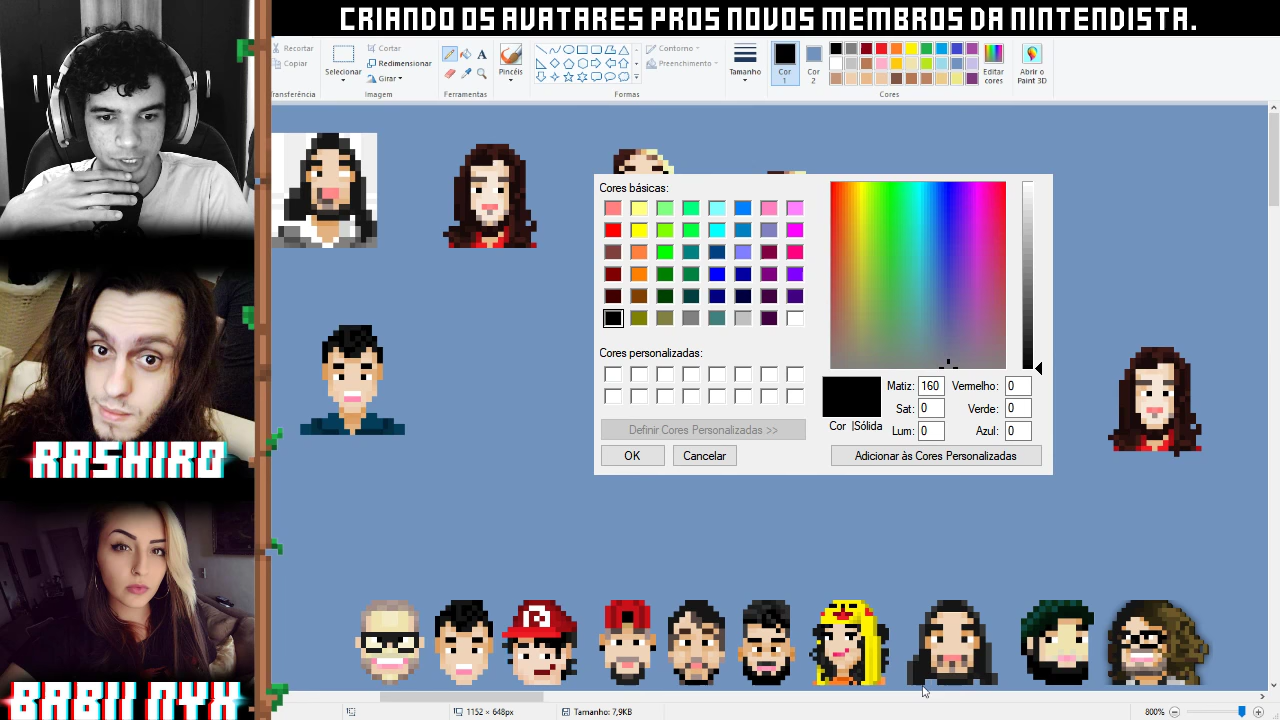 CRIANDO OS AVATARES PROS NOVOS MEMBROS DA NINTENDISTA.
Recortar
Copiar
ransferência
Selecionar
Cortar
Redimensionar
Girar
Imagem
Ferramentas
Pincéis
Contorno
Preenchimento
Formas
Tamanho
Cor 1
Cor 2
Editar cores
Cores
Abrir o Paint 3D
Cores básicas:
Cores personalizadas:
Definir Cores Personalizadas >>
OK
Cancelar
Cor |Sólida
Matiz: 160
Sat: 0
Lum: 0
Vermelho: 0
Verde: 0
Azul: 0
Adicionar às Cores Personalizadas
RASHIRO
BABII NYX
1152 × 648px
Tamanho: 7,9KB
800%